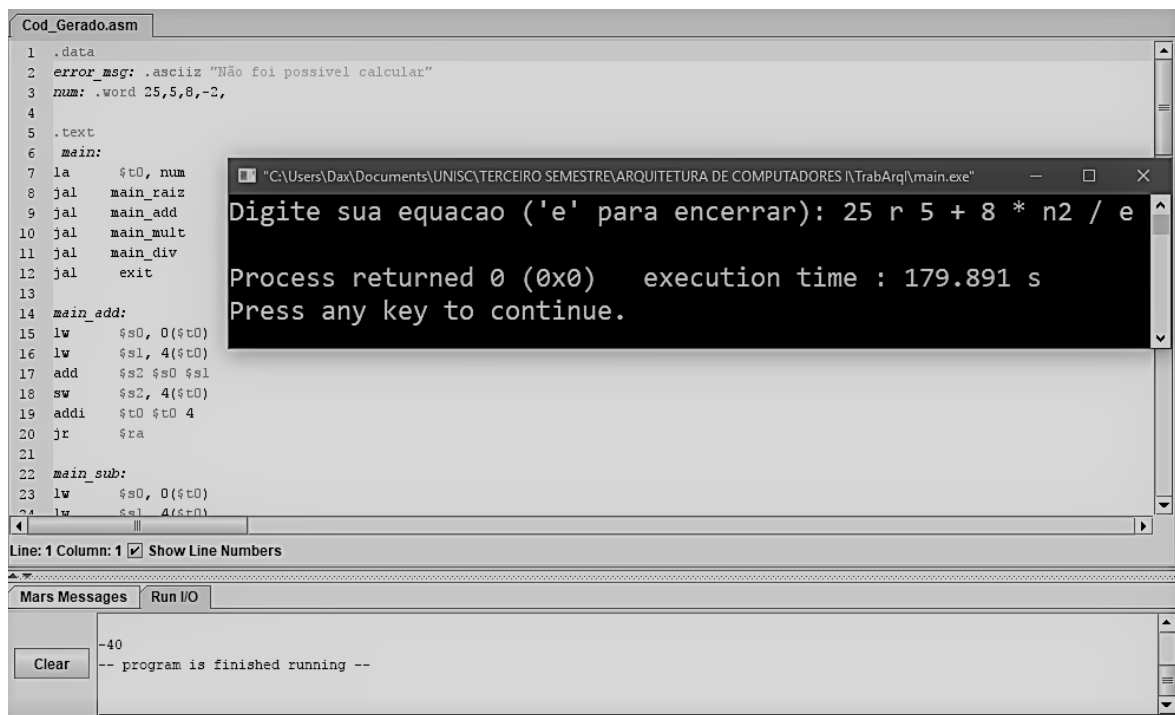 Cod_Gerado.asm
1 .data
2 error_msg: .asciiz "Não foi possivel calcular"
3 num: .word 25,5,8,-2,
4
5 .text
6 main:
7 la $t0, num
8 jal main_raiz
9 jal main_add
10 jal main_mult
11 jal main_div
12 jal exit
13
14 main_add:
15 lw $s0, 0($t0)
16 lw $s1, 4($t0)
17 add $s2 $s0 $s1
18 sw $s2, 4($t0)
19 addi $t0 $t0 4
20 jr $ra
21
22 main_sub:
23 lw $s0, 0($t0)
24 lw $s1 4($t0)
"C:\Users\Dax\Documents\UNISC\TERCEIRO SEMESTRE\ARQUITETURA DE COMPUTADORES I\TrabArqI\main.exe"
Digite sua equacao ('e' para encerrar): 25 r 5 + 8 * n2 / e
Process returned 0 (0x0) execution time : 179.891 s
Press any key to continue.
Line: 1 Column: 1 Show Line Numbers
Mars Messages Run I/O
Clear
-40
-- program is finished running --